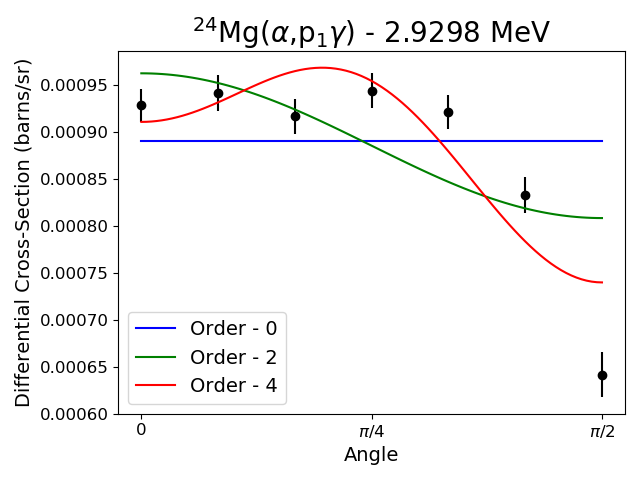 ²⁴Mg(α,p₁γ) - 2.9298 MeV
Differential Cross-Section (barns/sr)
0.00095
0.00090
0.00085
0.00080
0.00075
0.00070
0.00065
0.00060
Order - 0
Order - 2
Order - 4
0 π/4 π/2
Angle